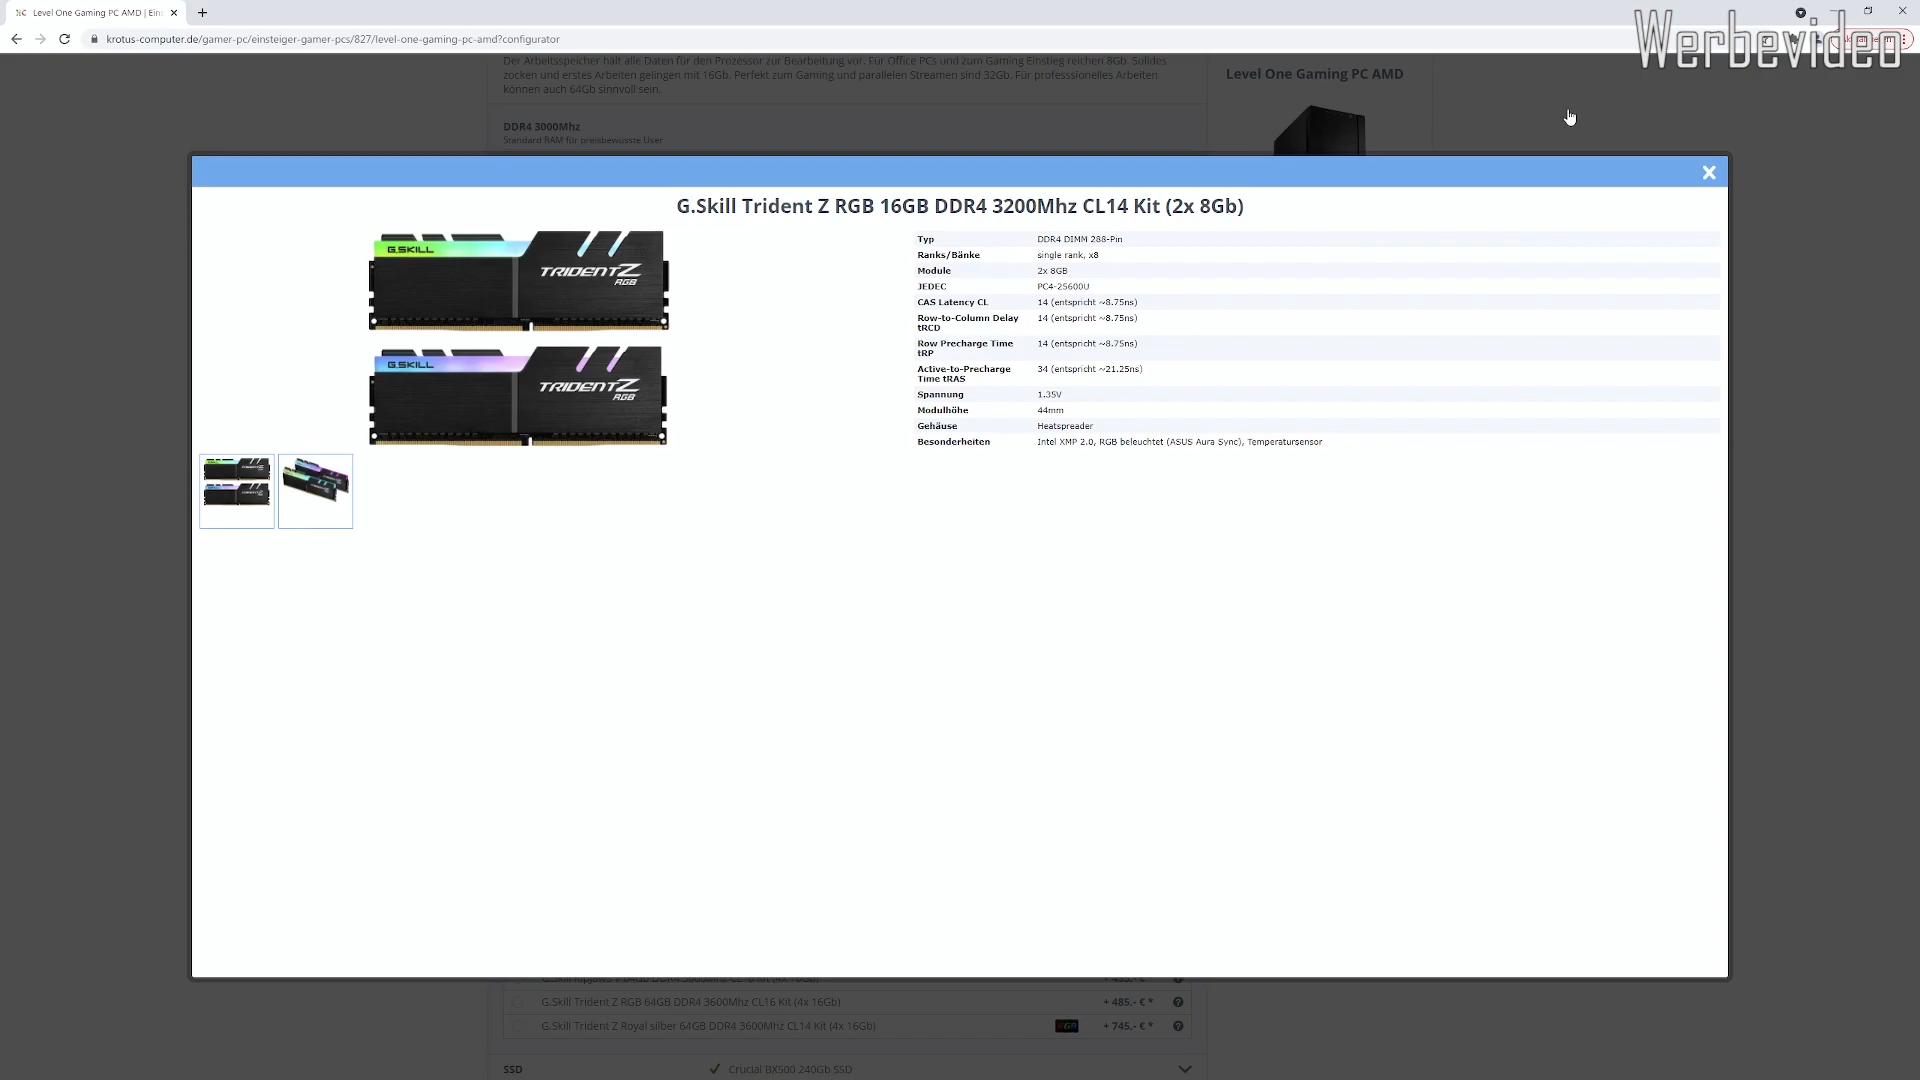 Level One Gaming PC AMD | Ein
krotus-computer.de/gamer-pc/einsteiger-gamer-pcs/827/level-one-gaming-pc-amd?configurator
Werbevideo
Der Arbeitsspeicher hält alle Daten für den Prozessor zur Bearbeitung vor. Für Office PCs und zum Gaming Einstieg reichen 8Gb. Solides
zocken und erstes Arbeiten gelingen mit 16Gb. Perfekt zum Gaming und parallelen Streamen sind 32Gb. Für professsionelles Arbeiten
können auch 64Gb sinnvoll sein.
Level One Gaming PC AMD
DDR4 3000Mhz
Standard RAM für preisbewusste User
G.Skill Trident Z RGB 16GB DDR4 3200Mhz CL14 Kit (2x 8Gb)
G.SKILL
TRIDENTZ
RGB
G.SKILL
TRIDENTZ
RGB
Typ DDR4 DIMM 288-Pin
Ranks/Bänke single rank, x8
Module 2x 8GB
JEDEC PC4-25600U
CAS Latency CL 14 (entspricht ~8.75ns)
Row-to-Column Delay 14 (entspricht ~8.75ns)
tRCD
Row Precharge Time 14 (entspricht ~8.75ns)
tRP
Active-to-Precharge 34 (entspricht ~21.25ns)
Time tRAS
Spannung 1.35V
Modulhöhe 44mm
Gehäuse Heatspreader
Besonderheiten Intel XMP 2.0, RGB beleuchtet (ASUS Aura Sync), Temperatursensor
G.Skill Trident Z RGB 64GB DDR4 3600Mhz CL16 Kit (4x 16Gb) + 485,- € *
G.Skill Trident Z Royal silber 64GB DDR4 3600Mhz CL14 Kit (4x 16Gb) RGB + 745,- € *
SSD Crucial BX500 240Gb SSD